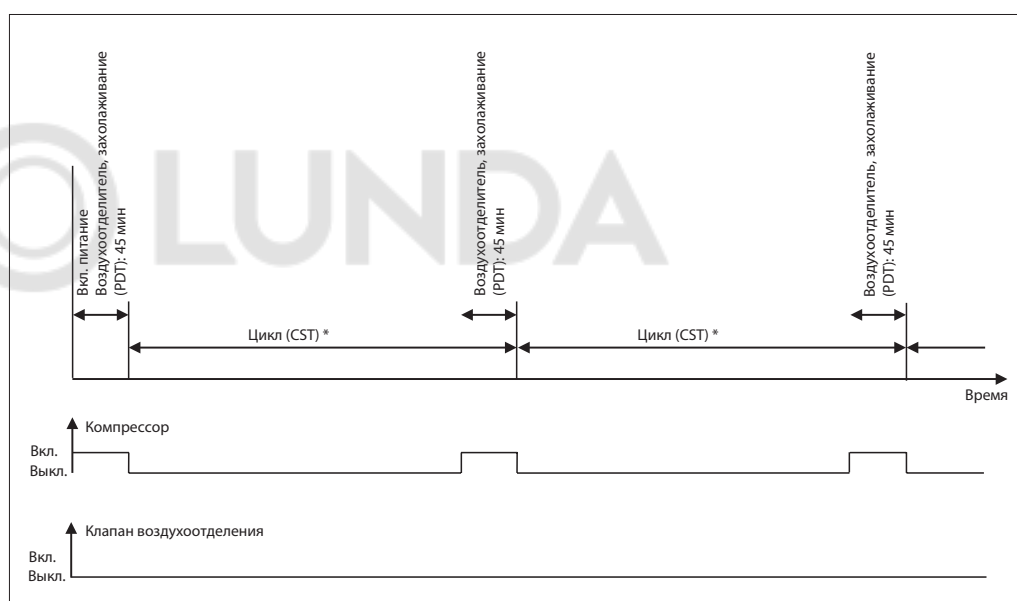 LUNDA
Вкл. питание
Воздухоотделитель, захолаживание
(PDT): 45 мин
Воздухоотделитель, захолаживание
(PDT): 45 мин
Воздухоотделитель, захолаживание
(PDT): 45 мин
Цикл (CST) *
Цикл (CST) *
Время
Компрессор
Вкл.
Выкл.
Клапан воздухоотделения
Вкл.
Выкл.